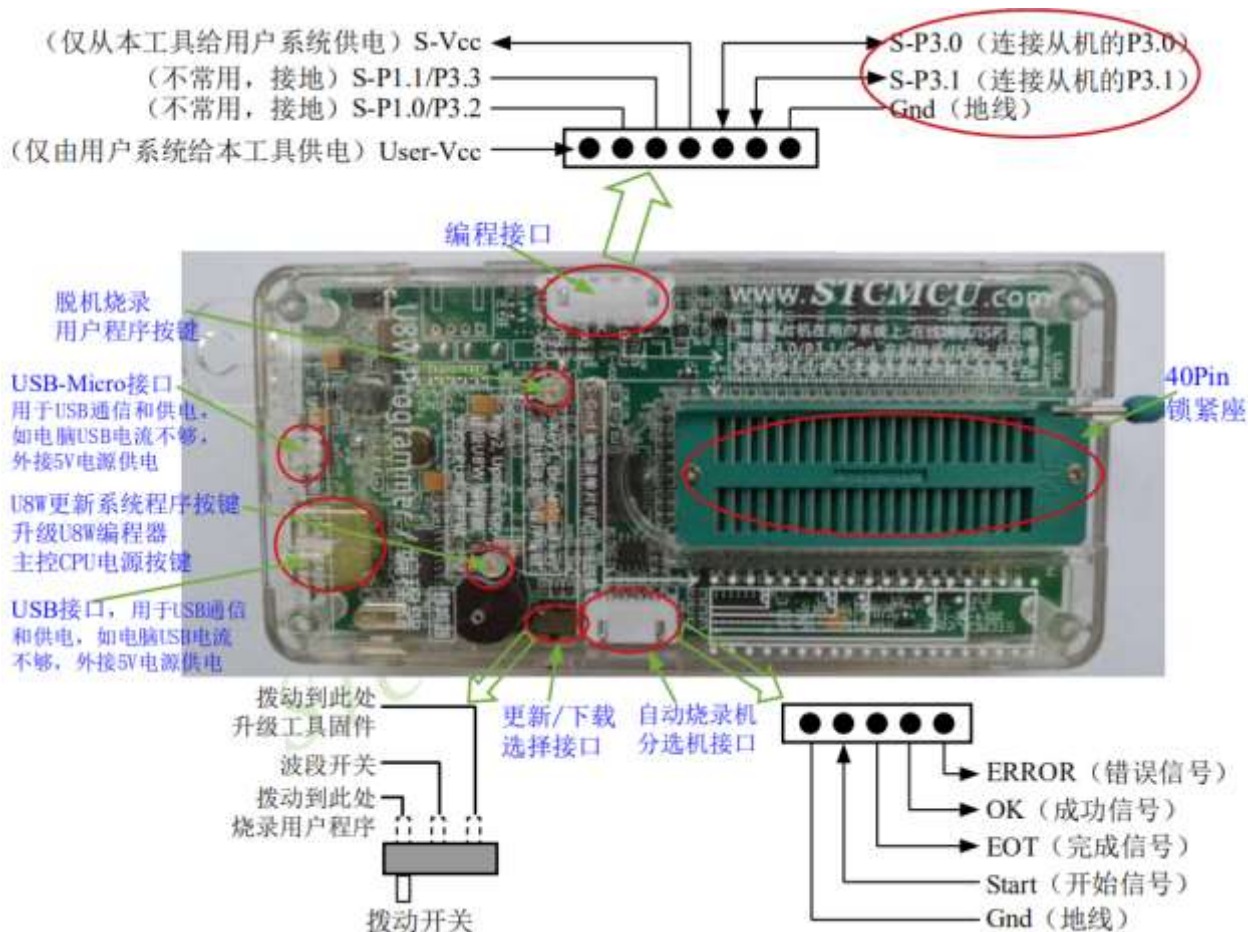 （仅从本工具给用户系统供电）S-Vcc
S-P3.0（连接从机的P3.0）
（不常用，接地）S-P1.1/P3.3
S-P3.1（连接从机的P3.1）
（不常用，接地）S-P1.0/P3.2
Gnd（地线）
（仅由用户系统给本工具供电）User-Vcc
编程接口
www.STCMCU.com
脱机烧录
用户程序按键
USB-Micro接口
用于USB通信和供电，
如电脑USB电流不够，
外接5V电源供电
40Pin
锁紧座
U8W更新系统程序按键
升级U8W编程器
主控CPU电源按键
USB接口，用于USB通信
和供电，如电脑USB电流
不够，外接5V电源供电
U8W Programmer
拨动到此处
升级工具固件
波段开关
拨动到此处
烧录用户程序
拨动开关
更新/下载
选择接口
自动烧录机
分选机接口
ERROR（错误信号）
OK（成功信号）
EOT（完成信号）
Start（开始信号）
Gnd（地线）